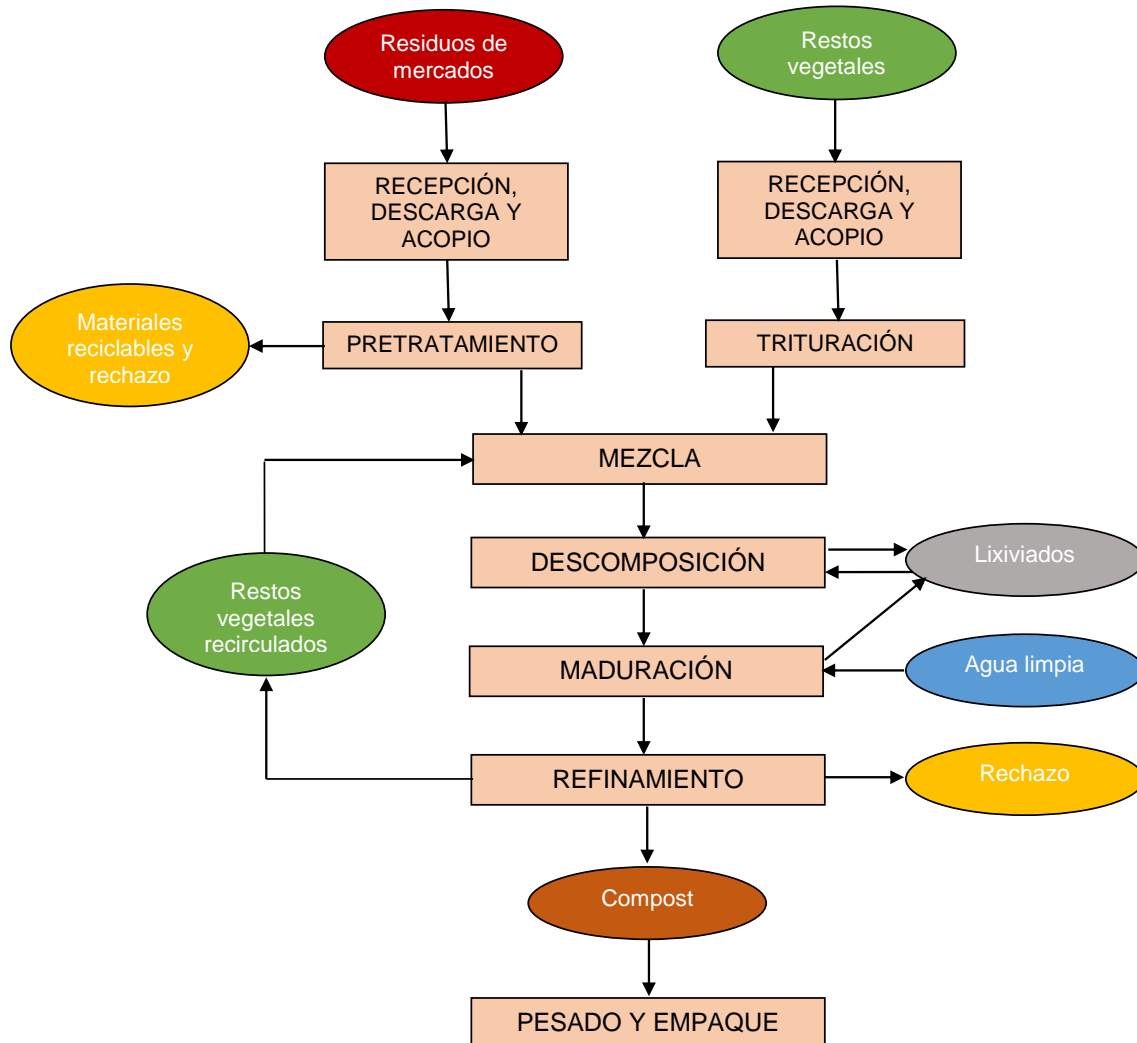 Residuos de
mercados
Restos
vegetales
RECEPCIÓN,
DESCARGA Y
ACOPIO
RECEPCIÓN,
DESCARGA Y
ACOPIO
Materiales
reciclables y
rechazo
PRETRATAMIENTO
TRITURACIÓN
MEZCLA
DESCOMPOSICIÓN
Lixiviados
Restos
vegetales
recirculados
MADURACIÓN
Agua limpia
REFINAMIENTO
Rechazo
Compost
PESADO Y EMPAQUE